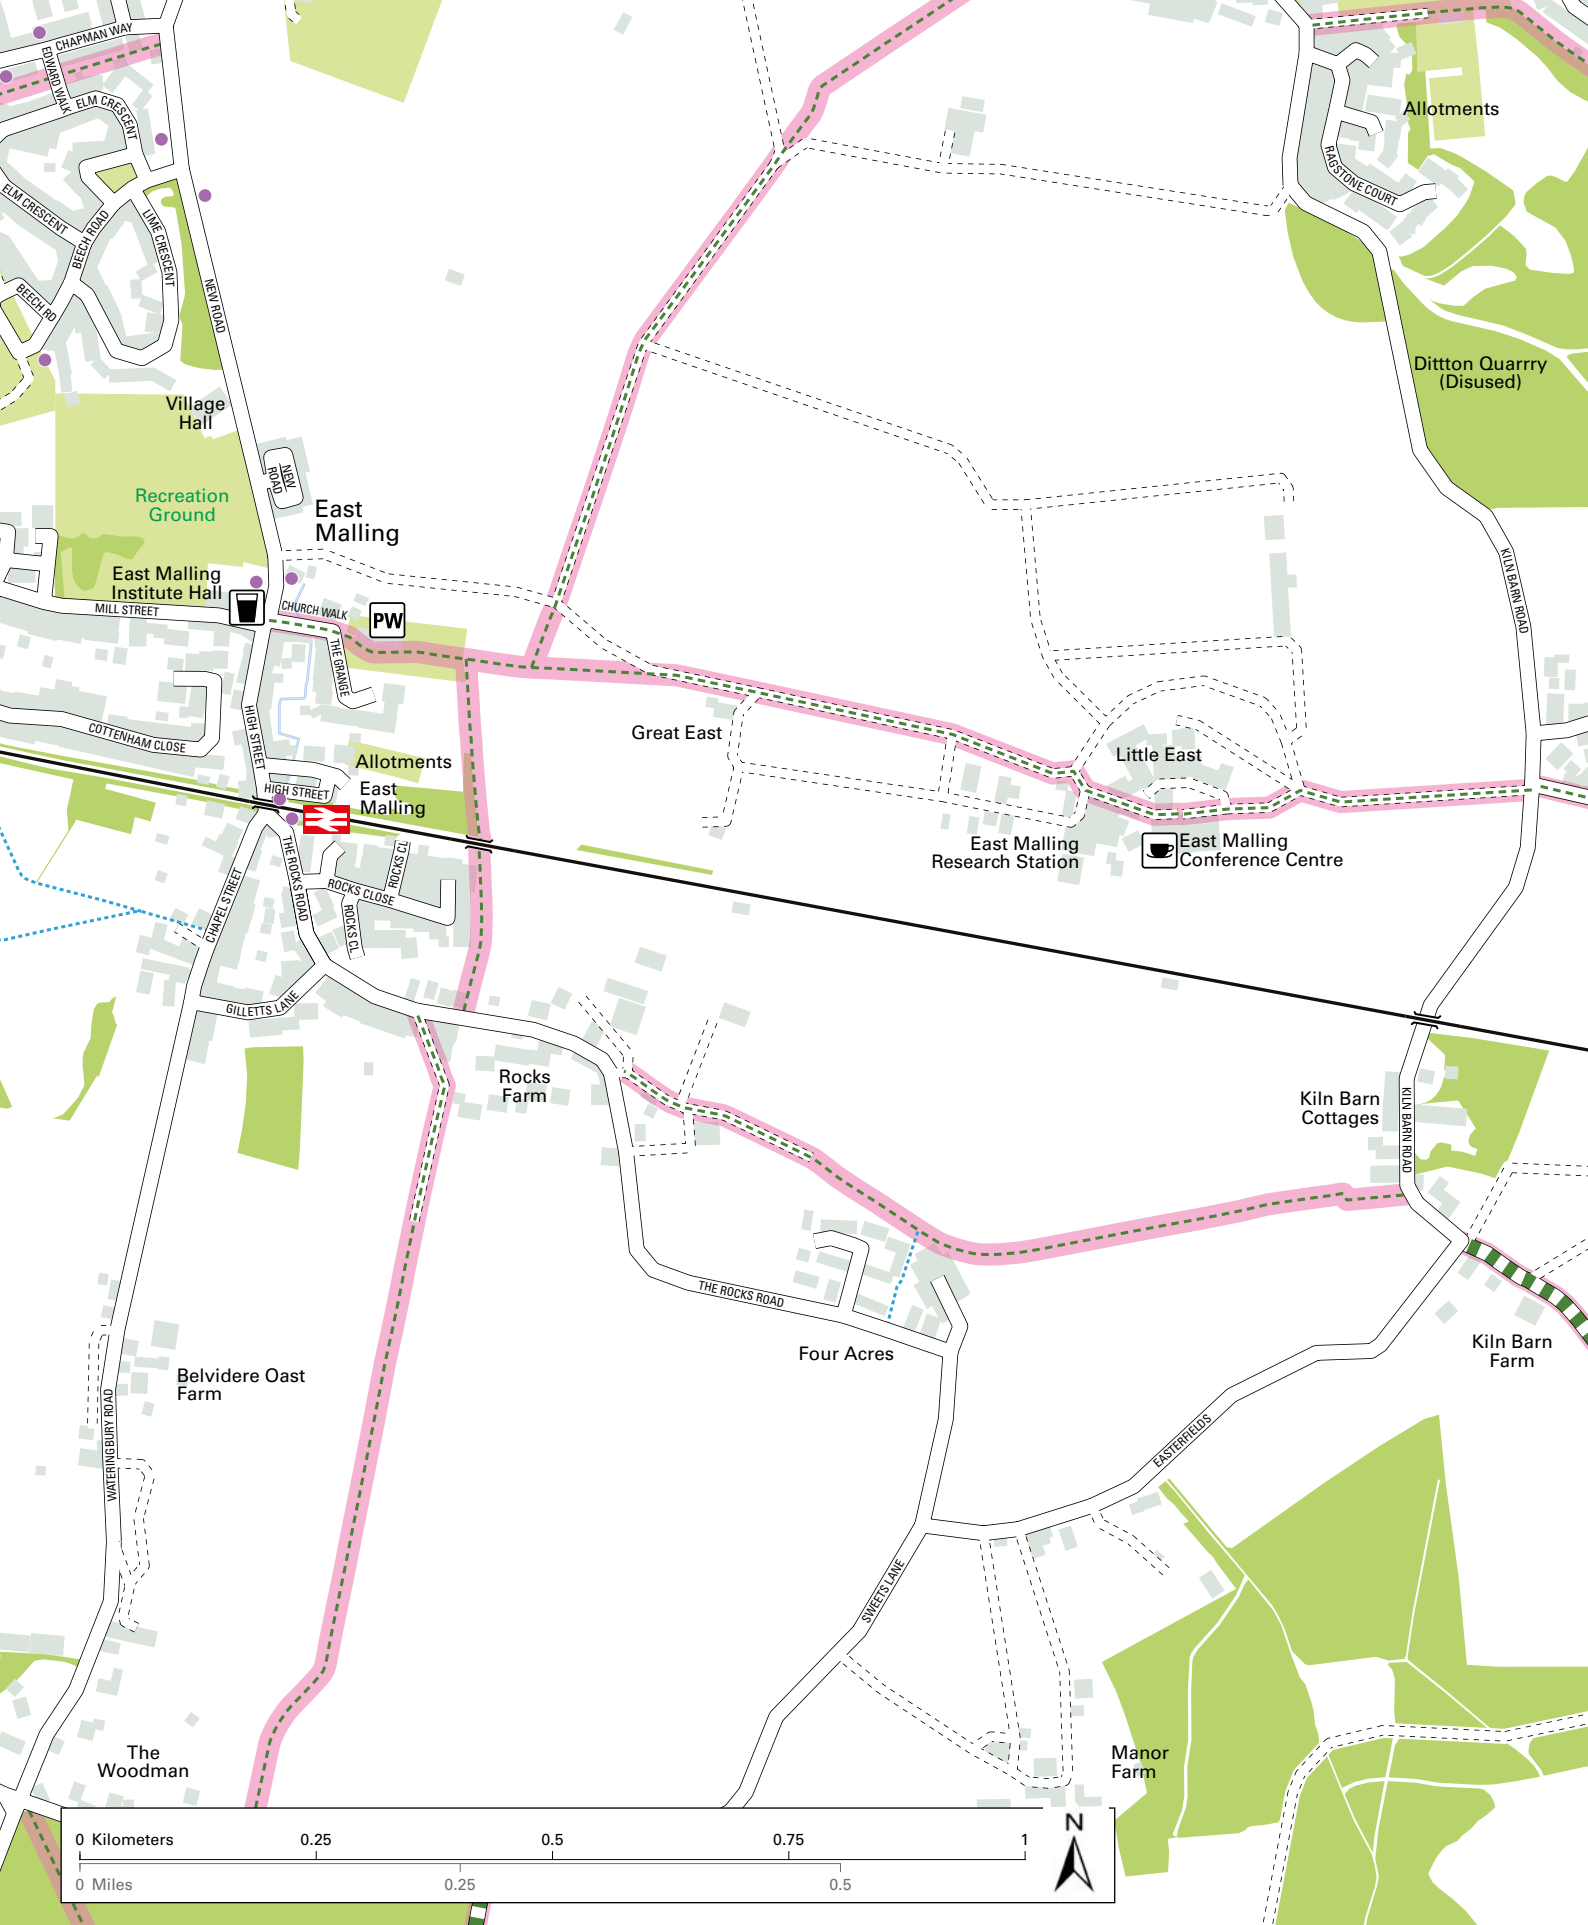 CHAPMAN WAY
EDWARD WALK
ELM CRESCENT
Allotments
RAGSTONE COURT
ELM CRESCENT
BEECH ROAD
LIME CRESCENT
BEECH RD
NEW ROAD
Dittton Quarrry
(Disused)
Village
Hall
NEW
ROAD
Recreation
Ground
East
Malling
East Malling
Institute Hall
MILL STREET
CHURCH WALK
PW
KILN BARN ROAD
THE GRANGE
HIGH STREET
COTTENHAM CLOSE
Great East
Little East
Allotments
HIGH STREET
East
Malling
East Malling
Research Station
East Malling
Conference Centre
THE ROCKS ROAD
ROCKS CL
ROCKS CLOSE
ROCKS CL
CHAPEL STREET
GILLETTS LANE
Rocks
Farm
Kiln Barn
Cottages
KILN BARN ROAD
THE ROCKS ROAD
Four Acres
Kiln Barn
Farm
Belvidere Oast
Farm
WATERINGBURY ROAD
EASTERFIELDS
SWEETS LANE
The
Woodman
Manor
Farm
0 Kilometers 0.25 0.5 0.75 1
0 Miles 0.25 0.5
N